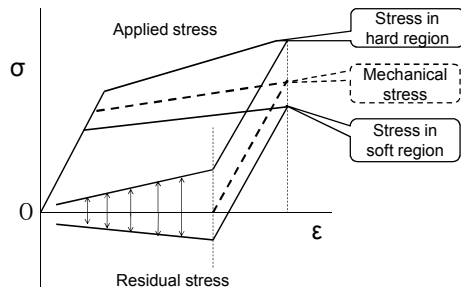 Applied stress
Stress in
hard region
σ
Mechanical
stress
Stress in
soft region
0
ε
Residual stress